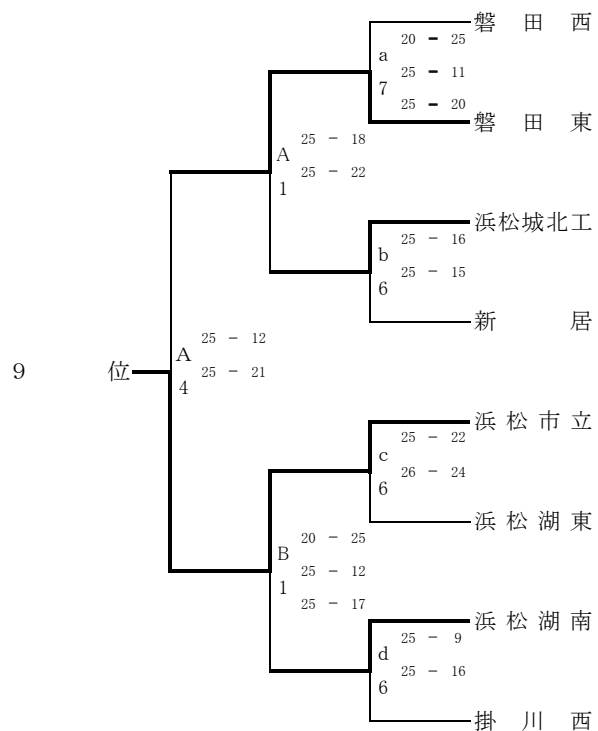 磐田西
20 － 25
a
25 － 11
7
25 － 20
磐田東
25 － 18
A
25 － 22
1
浜松城北工
25 － 16
b
25 － 15
6
新居
25 － 12
A
9位
25 － 21
4
浜松市立
25 － 22
c
26 － 24
6
浜松湖東
20 － 25
B
25 － 12
1
25 － 17
浜松湖南
25 － 9
d
25 － 16
6
掛川西